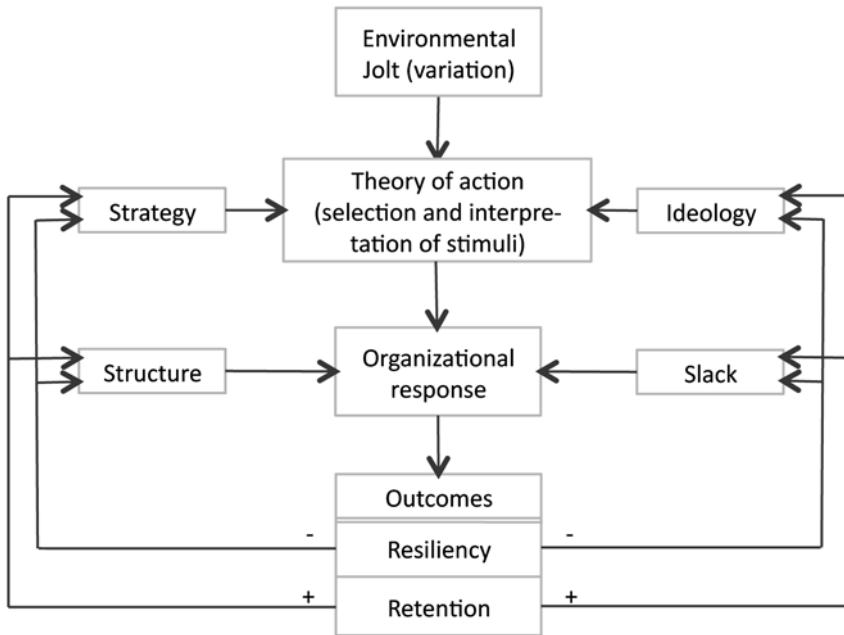 Environmental
Jolt (variation)
Theory of action
(selection and interpre-
tation of stimuli)
Strategy
Ideology
Organizational
response
Structure
Slack
Outcomes
-
Resiliency
-
+
Retention
+